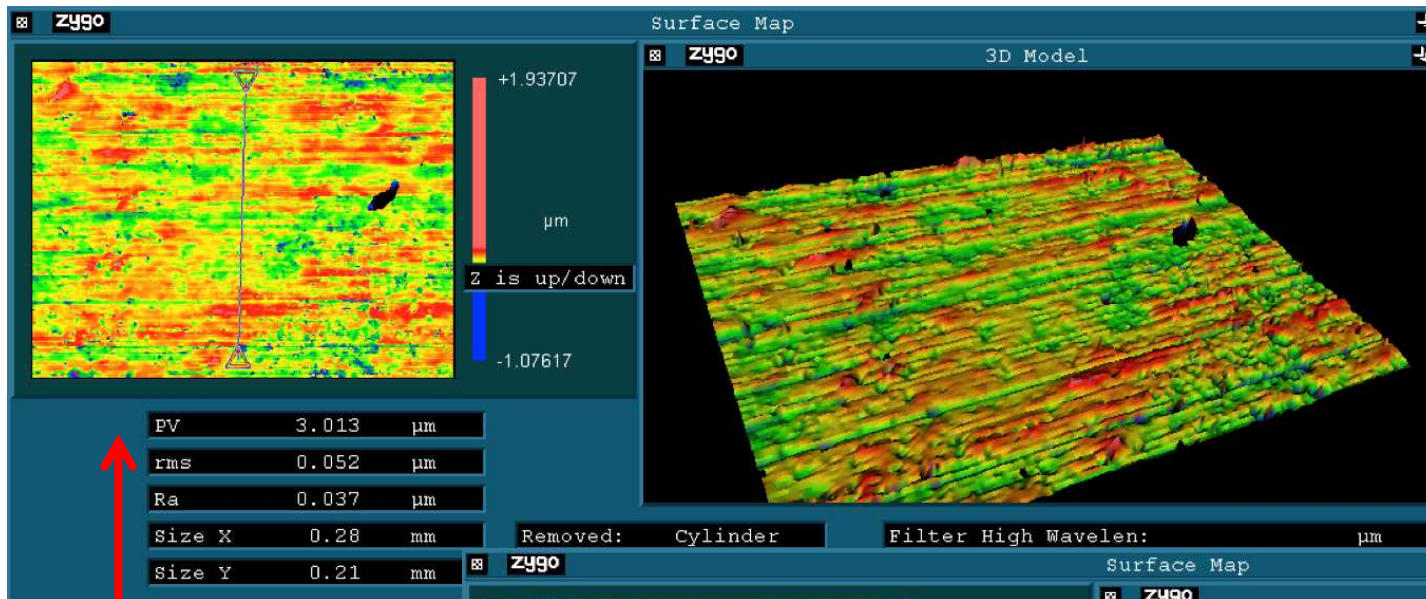 zygo Surface Map
zygo 3D Model
+1.93707
µm
Z is up/down
-1.07617
PV 3.013 µm
rms 0.052 µm
Ra 0.037 µm
Size X 0.28 mm
Size Y 0.21 mm
Removed: Cylinder
Filter High Wavelen: µm
zygo Surface Map
zygo